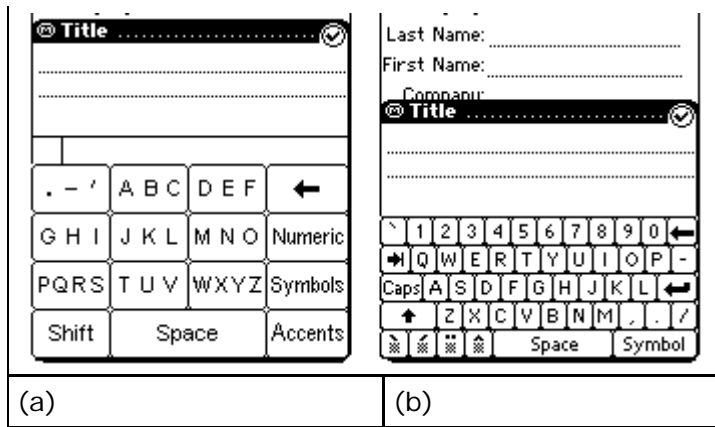 Title
. – '  A B C  D E F  ←
G H I  J K L  M N O  Numeric
PQRS  T U V  WXYZ  Symbols
Shift  Space  Accents
Last Name:
First Name:
Company:
Title
` 1 2 3 4 5 6 7 8 9 0 ←
Q W E R T Y U I O P -
Caps A S D F G H J K L
Z X C V B N M , . /
Space Symbol
(a)
(b)